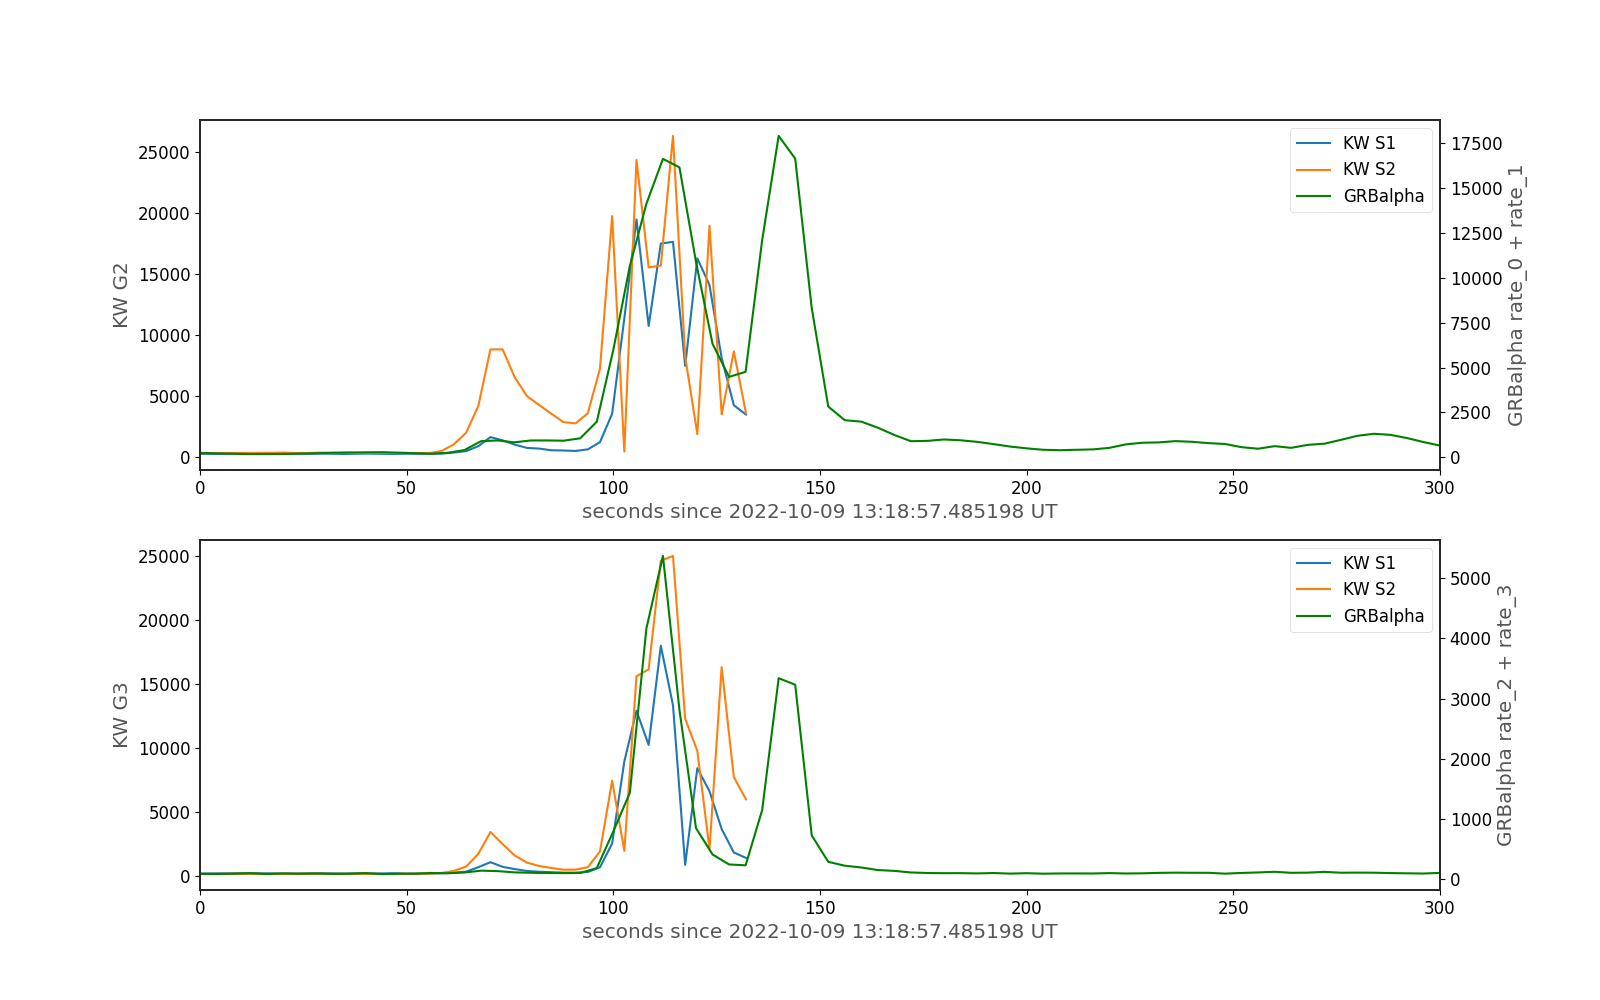 KW G2
25000
20000
15000
10000
5000
0
KW S1
KW S2
GRBalpha
17500
15000
12500
10000
7500
5000
2500
0
GRBalpha rate_0 + rate_1
0 50 100 150 200 250 300
seconds since 2022-10-09 13:18:57.485198 UT
KW G3
25000
20000
15000
10000
5000
0
KW S1
KW S2
GRBalpha
5000
4000
3000
2000
1000
0
GRBalpha rate_2 + rate_3
0 50 100 150 200 250 300
seconds since 2022-10-09 13:18:57.485198 UT